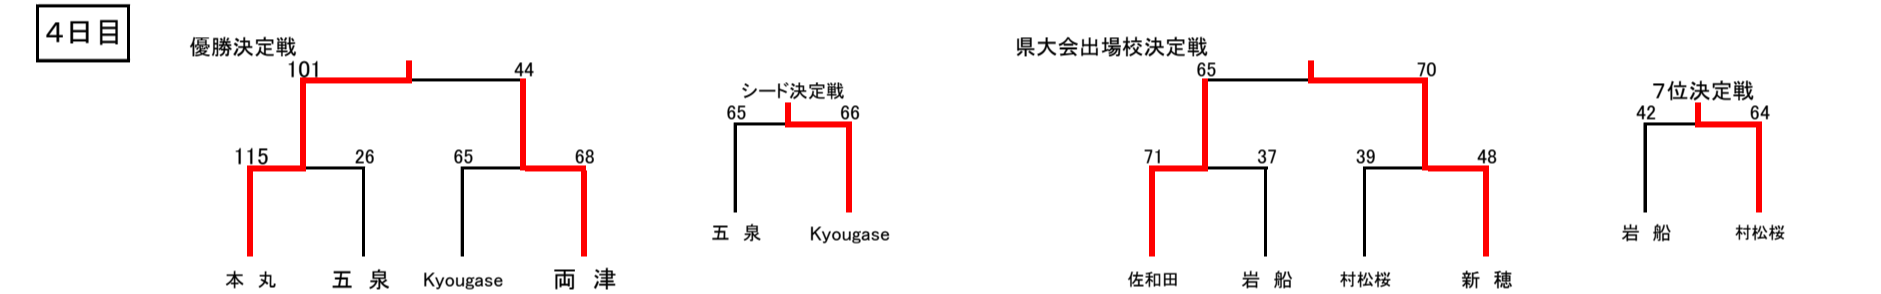 4日目
優勝決定戦
101 44
115 26 65 68
本 丸 五 泉 Kyougase 両 津
シード決定戦
65 66
五 泉 Kyougase
県大会出場校決定戦
65 70
71 37 39 48
佐和田 岩 船 村松桜 新 穂
７位決定戦
42 64
岩 船 村松桜